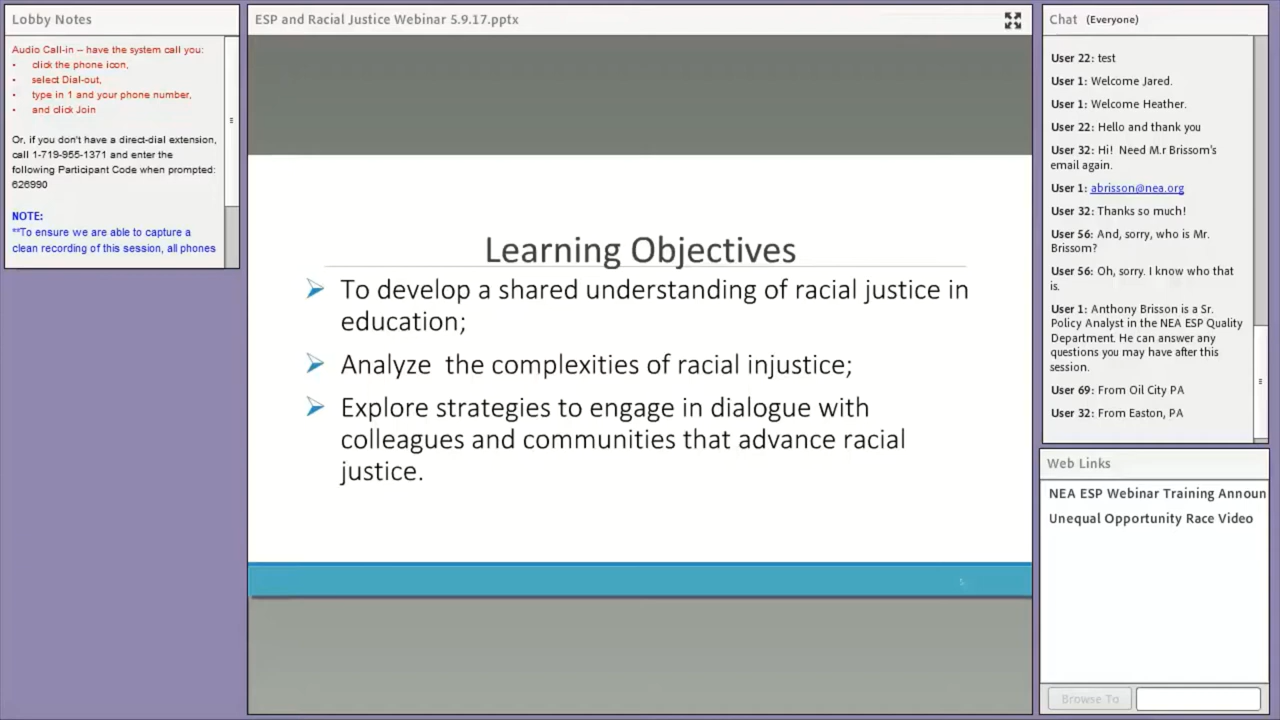 Lobby Notes
Audio Call-in -- have the system call you:
• click the phone icon,
• select Dial-out,
• type in 1 and your phone number,
• and click Join
Or, if you don't have a direct-dial extension,
call 1-719-955-1371 and enter the
following Participant Code when prompted:
626990
NOTE:
**To ensure we are able to capture a
clean recording of this session, all phones
ESP and Racial Justice Webinar 5.9.17.pptx
Learning Objectives
To develop a shared understanding of racial justice in
education;
Analyze the complexities of racial injustice;
Explore strategies to engage in dialogue with
colleagues and communities that advance racial
justice.
Chat (Everyone)
User 22: test
User 1: Welcome Jared.
User 1: Welcome Heather.
User 22: Hello and thank you
User 32: Hi! Need M.r Brissom's
email again.
User 1: abrisson@nea.org
User 32: Thanks so much!
User 56: And, sorry, who is Mr.
Brissom?
User 56: Oh, sorry. I know who that
is.
User 1: Anthony Brisson is a Sr.
Policy Analyst in the NEA ESP Quality
Department. He can answer any
questions you may have after this
session.
User 69: From Oil City PA
User 32: From Easton, PA
Web Links
NEA ESP Webinar Training Announ
Unequal Opportunity Race Video
Browse To